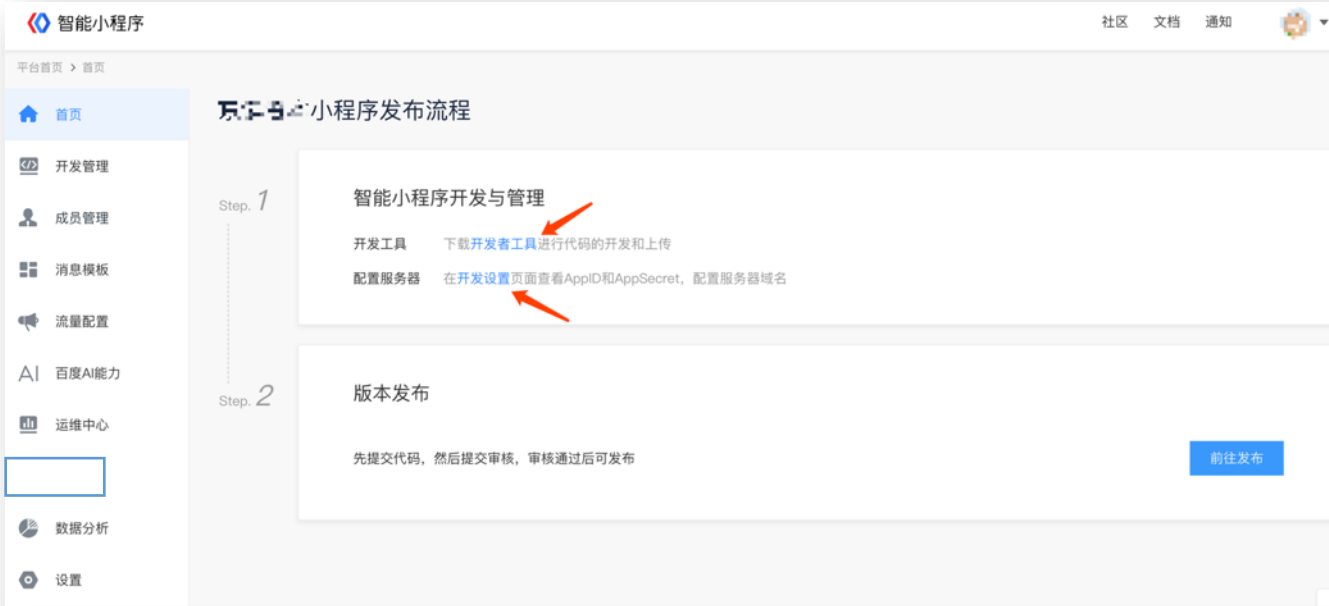 智能小程序
社区 文档 通知
平台首页 > 首页
首页
开发管理
成员管理
消息模板
流量配置
AI 百度AI能力
运维中心
数据分析
设置
小程序发布流程
Step. 1
智能小程序开发与管理
开发工具 下载开发者工具进行代码的开发和上传
配置服务器 在开发设置页面查看AppID和AppSecret，配置服务器域名
Step. 2
版本发布
先提交代码，然后提交审核，审核通过后可发布
前往发布